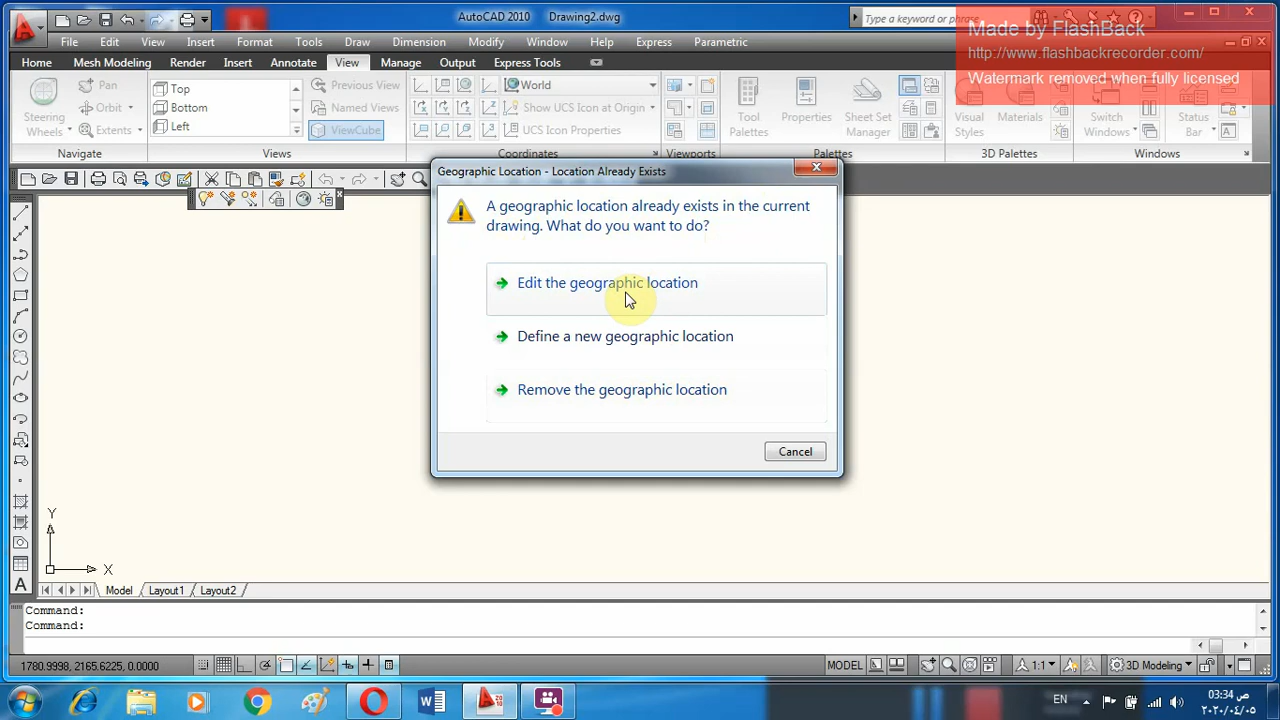 AutoCAD 2010 Drawing2.dwg Type a keyword or phrase
Made by FlashBack
http://www.flashbackrecorder.com/
Watermark removed when fully licensed
File Edit View Insert Format Tools Draw Dimension Modify Window Help Express Parametric
Home Mesh Modeling Render Insert Annotate View Manage Output Express Tools
Pan Top World Previous View
Orbit Bottom Named Views Show UCS Icon at Origin
Steering Wheels Extents Left ViewCube UCS Icon Properties Tool Palettes Properties Sheet Set Manager Visual Styles Materials Switch Windows Status Bar
Navigate Views Coordinates Viewports Palettes 3D Palettes Windows
Geographic Location - Location Already Exists
A geographic location already exists in the current
drawing. What do you want to do?
Edit the geographic location
Define a new geographic location
Remove the geographic location
Cancel
Y
X
Model Layout1 Layout2
Command:
Command:
1780.9998, 2165.6225, 0.0000 MODEL 1:1 3D Modeling
EN
03:34 ص
٢٠٢٠/٠٤/٠٥